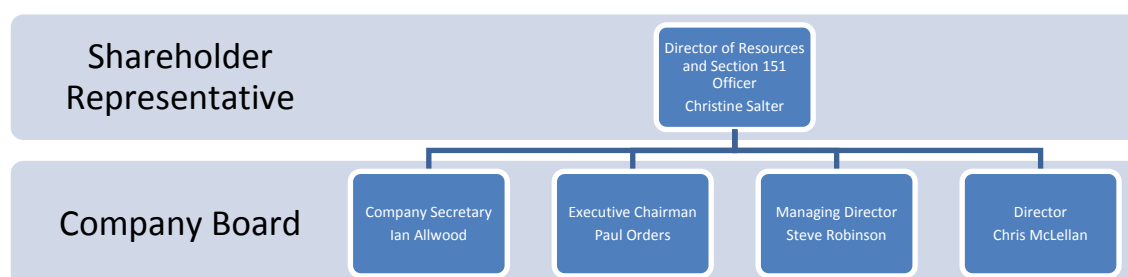 Shareholder
Representative
Director of Resources
and Section 151
Officer
Christine Salter
Company Board
Company Secretary
Ian Allwood
Executive Chairman
Paul Orders
Managing Director
Steve Robinson
Director
Chris McLellan